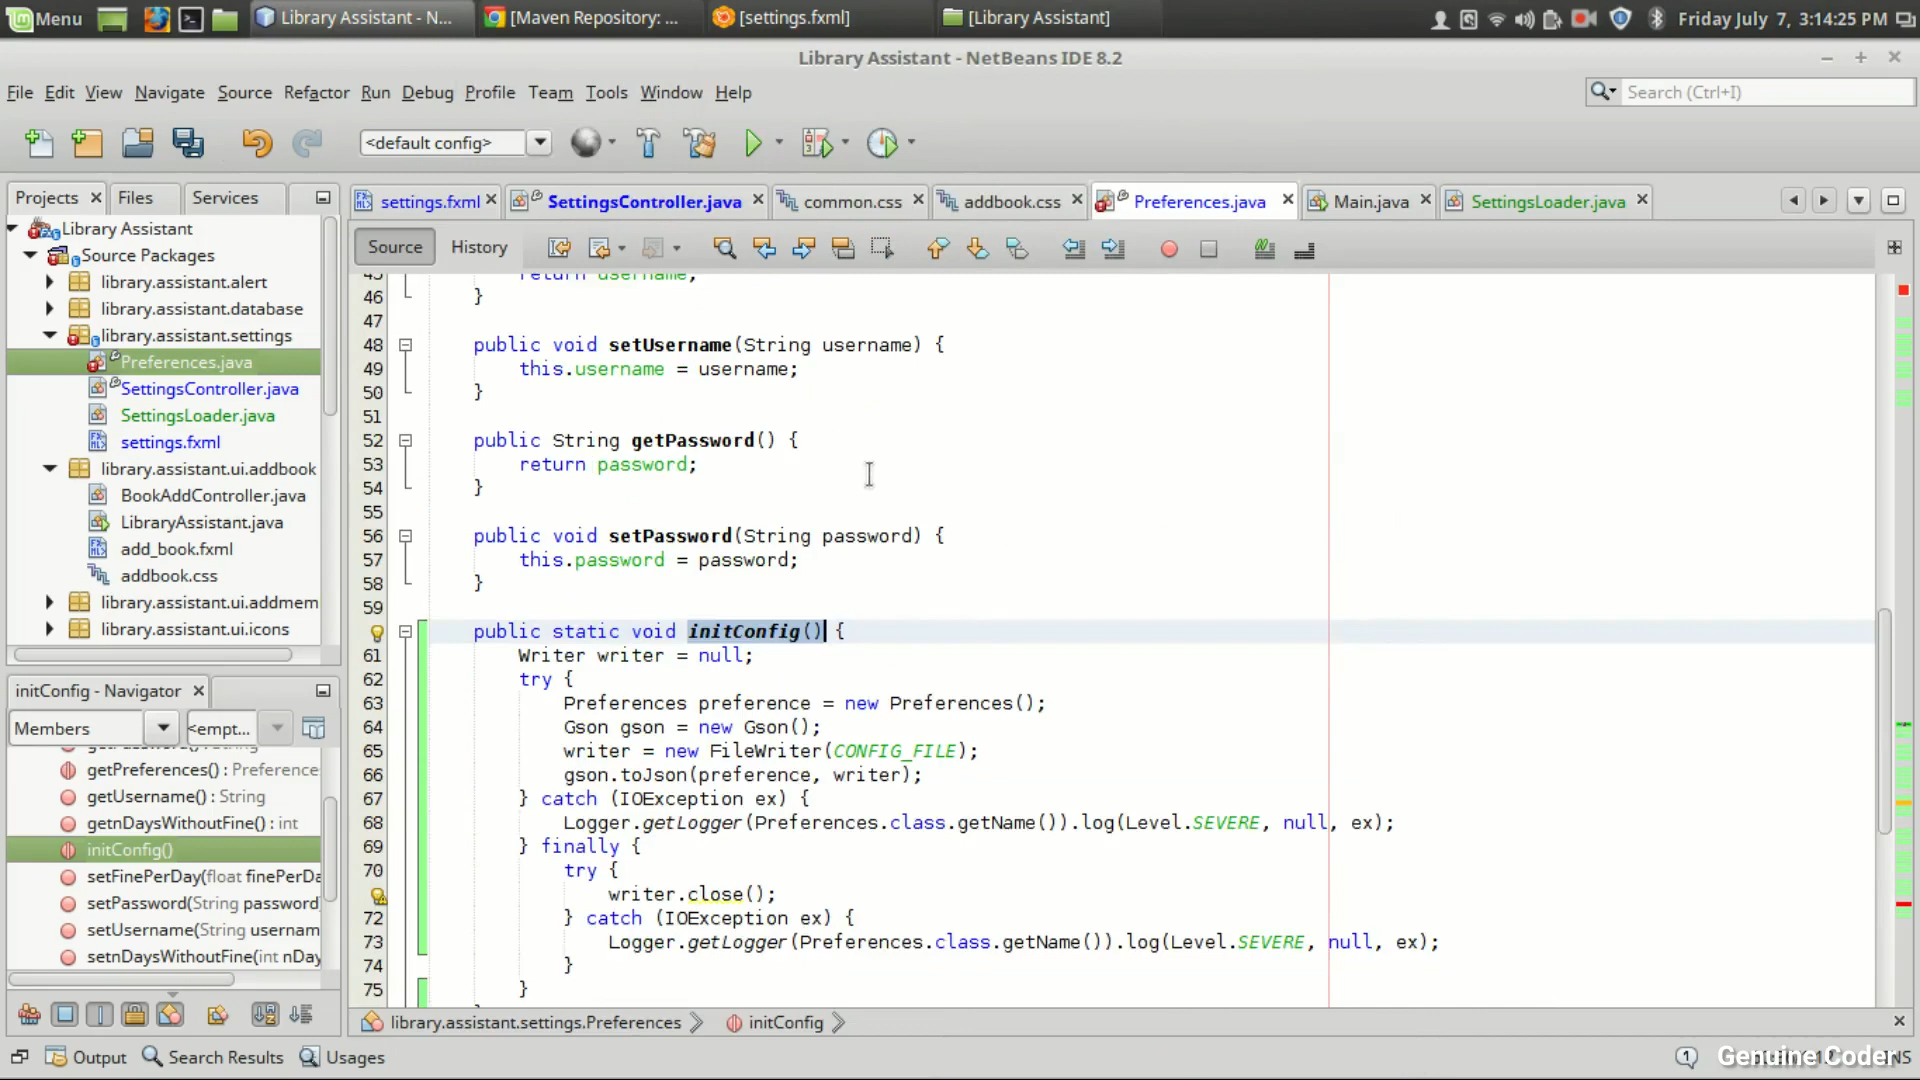 Menu
Library Assistant - N...
[Maven Repository: ...
[settings.fxml]
[Library Assistant]
Friday July 7, 3:14:25 PM
Library Assistant - NetBeans IDE 8.2
File Edit View Navigate Source Refactor Run Debug Profile Team Tools Window Help
Search (Ctrl+I)
<default config>
Projects Files Services
settings.fxml SettingsController.java common.css addbook.css Preferences.java Main.java SettingsLoader.java
Source History
Library Assistant
Source Packages
library.assistant.alert
library.assistant.database
library.assistant.settings
Preferences.java
SettingsController.java
SettingsLoader.java
settings.fxml
library.assistant.ui.addbook
BookAddController.java
LibraryAssistant.java
add_book.fxml
addbook.css
library.assistant.ui.addmem
library.assistant.ui.icons
initConfig - Navigator
Members <empt...
getPreferences() : Preference
getUsername() : String
getnDaysWithoutFine() : int
initConfig()
setFinePerDay(float finePerDa
setPassword(String password
setUsername(String usernam
setnDaysWithoutFine(int nDay
45 return username;
46 }
47
48 public void setUsername(String username) {
49 this.username = username;
50 }
51
52 public String getPassword() {
53 return password;
54 }
55
56 public void setPassword(String password) {
57 this.password = password;
58 }
59
public static void initConfig() {
61 Writer writer = null;
62 try {
63 Preferences preference = new Preferences();
64 Gson gson = new Gson();
65 writer = new FileWriter(CONFIG_FILE);
66 gson.toJson(preference, writer);
67 } catch (IOException ex) {
68 Logger.getLogger(Preferences.class.getName()).log(Level.SEVERE, null, ex);
69 } finally {
70 try {
writer.close();
72 } catch (IOException ex) {
73 Logger.getLogger(Preferences.class.getName()).log(Level.SEVERE, null, ex);
74 }
75 }
library.assistant.settings.Preferences initConfig
Output Search Results Usages
Genuine Coder